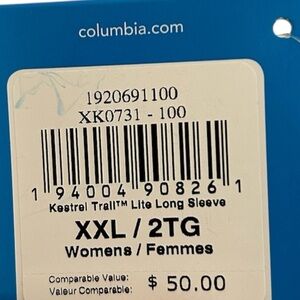 columbia.com
1920691100
XK0731 - 100
1 94004 90826 1
Kestrel Trail™ Lite Long Sleeve
XXL / 2TG
Womens / Femmes
Comparable Value:
Valeur Comparable:
$ 50.00